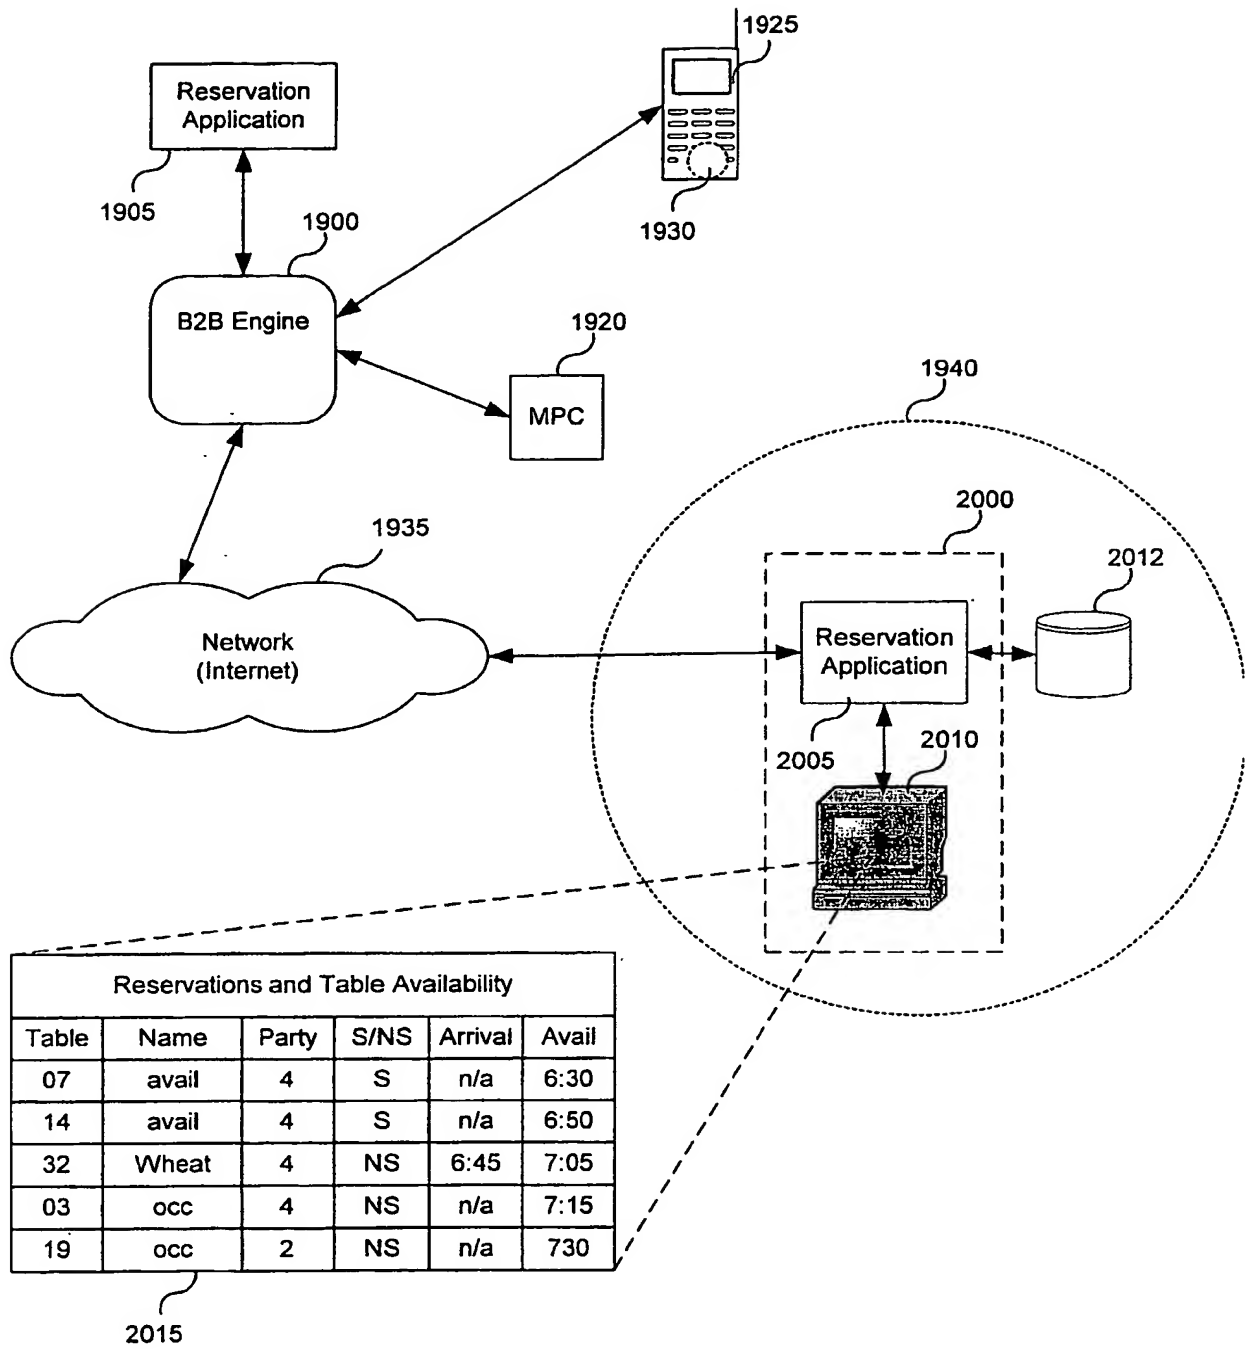 1925
Reservation
Application
1905
1930
1900
B2B Engine
1920
MPC
1940
1935
2000
2012
Network
(Internet)
Reservation
Application
2005
2010
Reservations and Table Availability
Table Name Party S/NS Arrival Avail
07 avail 4 S n/a 6:30
14 avail 4 S n/a 6:50
32 Wheat 4 NS 6:45 7:05
03 occ 4 NS n/a 7:15
19 occ 2 NS n/a 730
2015